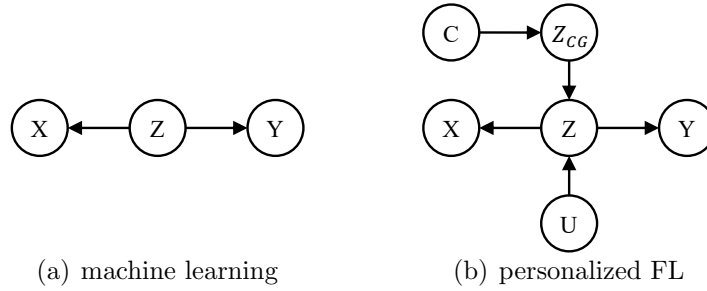 C Z_CG
X Z Y X Z Y
U
(a) machine learning (b) personalized FL